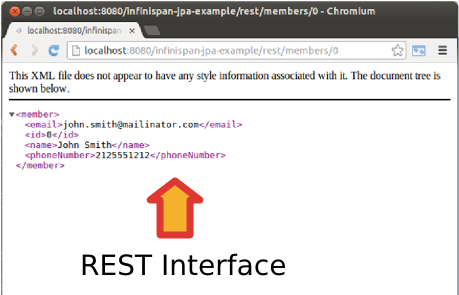 localhost:8080/infinispan-jpa-example/rest/members/0 - Chromium
localhost:8080/infinispan
localhost:8080/infinispan-jpa-example/rest/members/0
This XML file does not appear to have any style information associated with it. The document tree is
shown below.
▼<member>
<email>john.smith@mailinator.com</email>
<id>0</id>
<name>John Smith</name>
<phoneNumber>2125551212</phoneNumber>
</member>
REST Interface